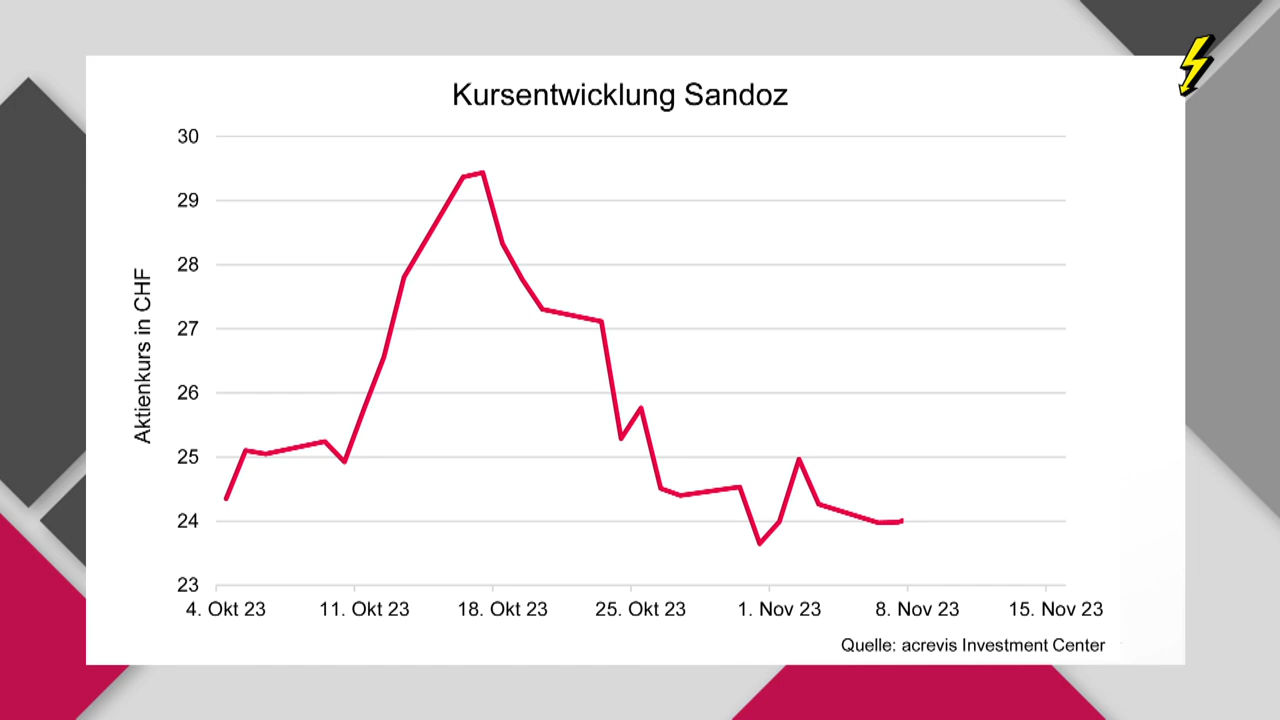 Kursentwicklung Sandoz
Aktienkurs in CHF
30
29
28
27
26
25
24
23
4. Okt 23 11. Okt 23 18. Okt 23 25. Okt 23 1. Nov 23 8. Nov 23 15. Nov 23
Quelle: acrevis Investment Center